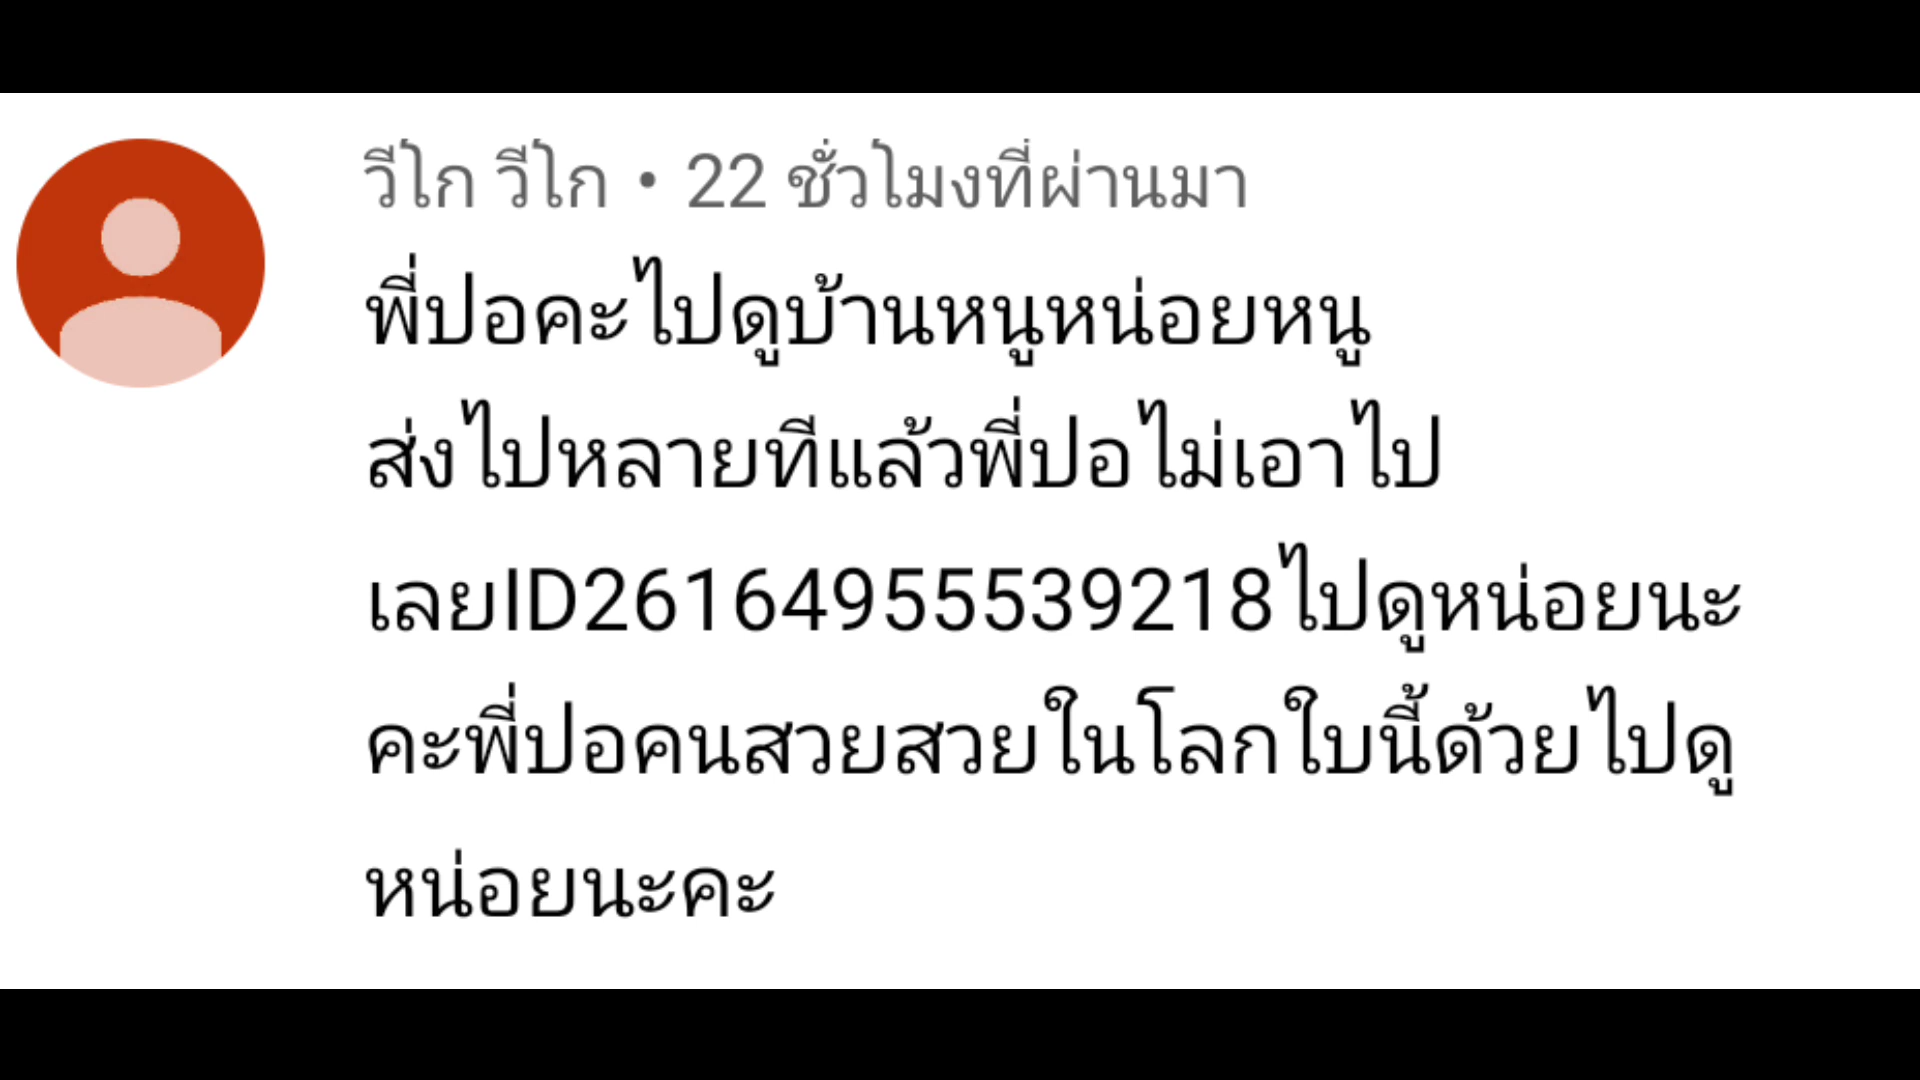 วีไก วีไก • 22 ชั่วโมงที่ผ่านมา
พี่ปอคะไปดูบ้านหนูหน่อยหนู
ส่งไปหลายทีแล้วพี่ปอไม่เอาไป
เลยID26164955539218ไปดูหน่อยนะ
คะพี่ปอคนสวยสวยในโลกใบนี้ด้วยไปดู
หน่อยนะคะ